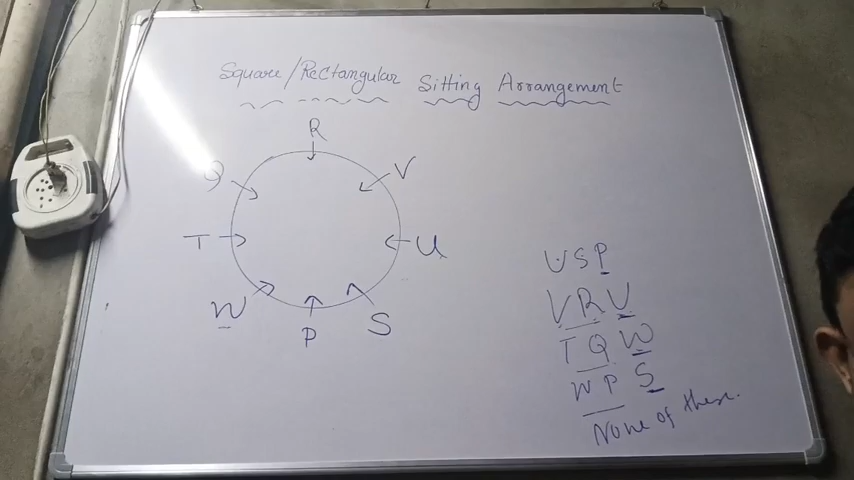 Square/Rectangular Sitting Arrangement
R
Q
V
T
U
W
P
S
USP
VRU
TQW
WPS
None of these.